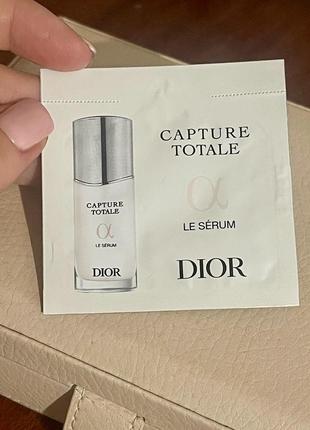 CAPTURE
TOTALE
α
LE SÉRUM
DIOR
CAPTURE
TOTALE
α
LE SÉRUM
DIOR